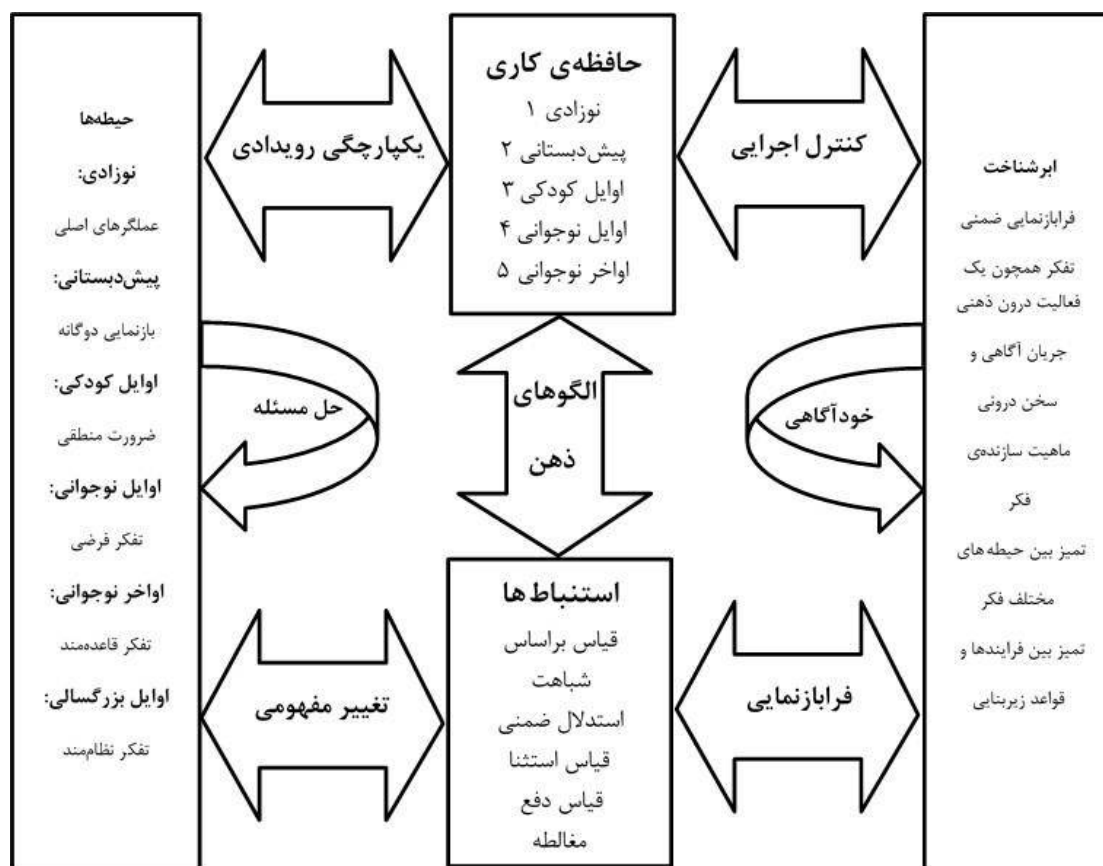 ابرشناخت
فرابازنمایی ضمنی
تفکر همچون یک
فعالیت درون ذهنی
جریان آگاهی و
سخن درونی
ماهیت سازنده‌ی
فکر
تمیز بین حیطه‌های
مختلف فکر
تمیز بین فرایندها و
قواعد زیربنایی
کنترل اجرایی
خودآگاهی
فرابازنمایی
حافظه‌ی کاری
نوزادی ۱
پیش‌دبستانی ۲
اوایل کودکی ۳
اوایل نوجوانی ۴
اواخر نوجوانی ۵
الگوهای
ذهن
استنباط‌ها
قیاس براساس
شباهت
استدلال ضمنی
قیاس استثنا
قیاس دفع
مغالطه
یکپارچگی رویدادی
حل مسئله
تغییر مفهومی
حیطه‌ها
نوزادی:
عملگرهای اصلی
پیش‌دبستانی:
بازنمایی دوگانه
اوایل کودکی:
ضرورت منطقی
اوایل نوجوانی:
تفکر فرضی
اواخر نوجوانی:
تفکر قاعده‌مند
اوایل بزرگسالی:
تفکر نظام‌مند